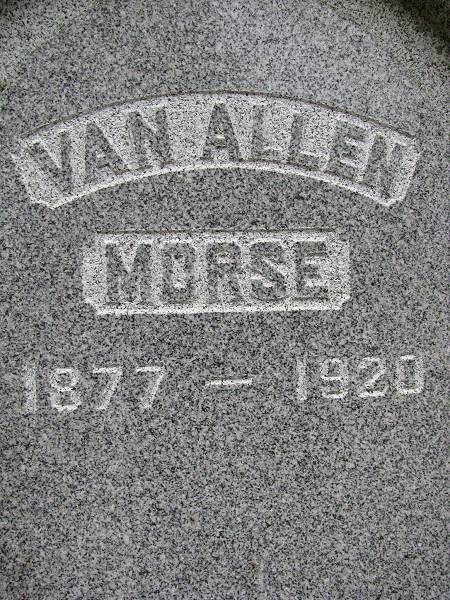 VAN ALLEN
MORSE
1877 — 1920